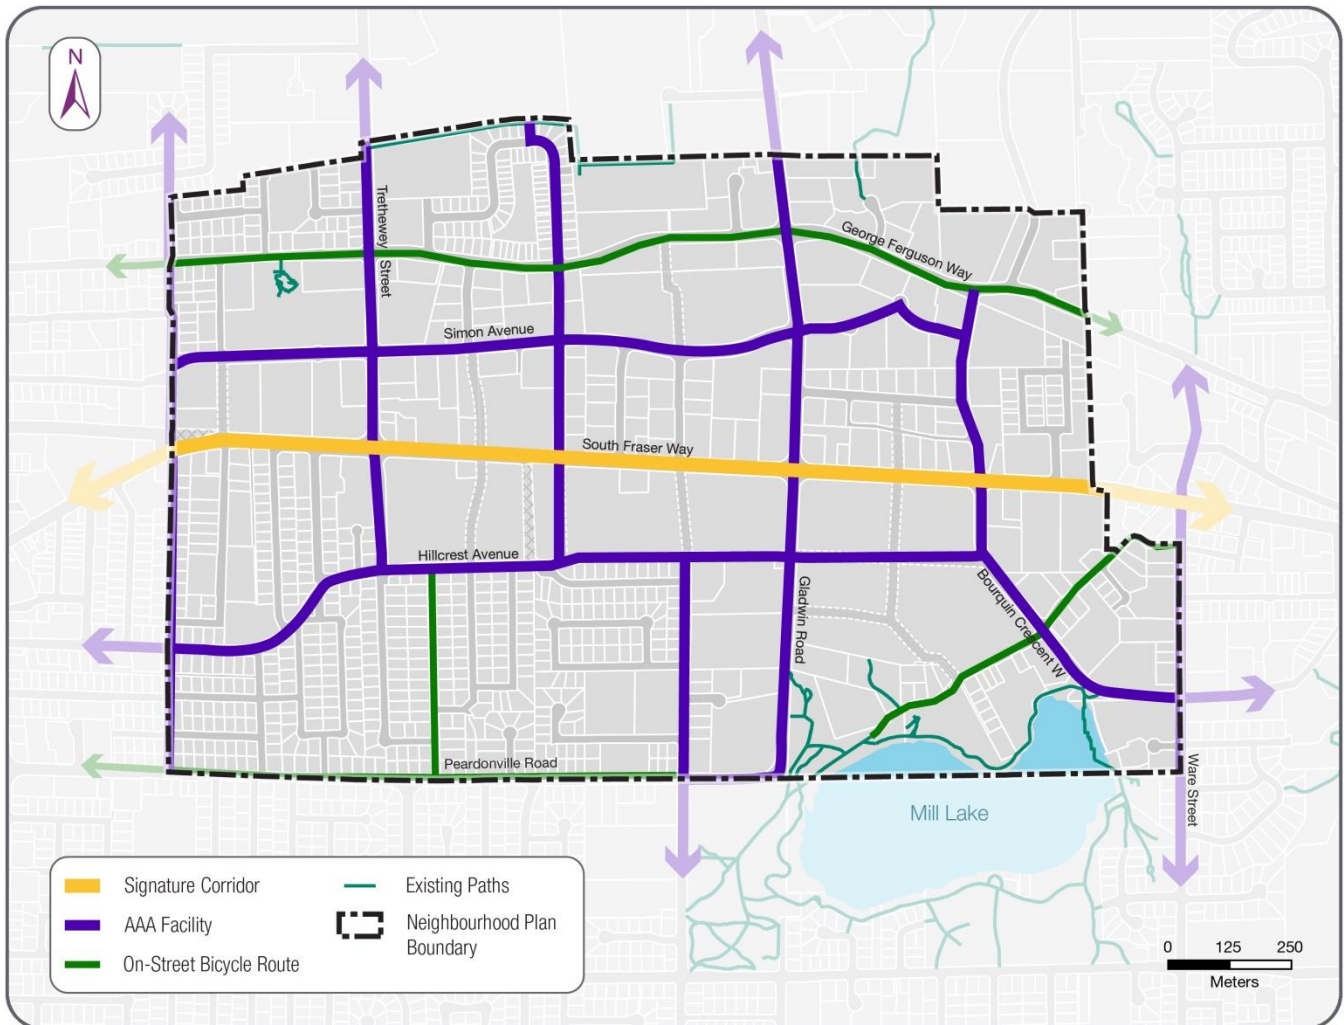 N
Trethewey Street
George Ferguson Way
Simon Avenue
South Fraser Way
Hillcrest Avenue
Gladwin Road
Bourquin Crescent W
Peardonville Road
Ware Street
Mill Lake
Signature Corridor
AAA Facility
On-Street Bicycle Route
Existing Paths
Neighbourhood Plan
Boundary
0 125 250
Meters